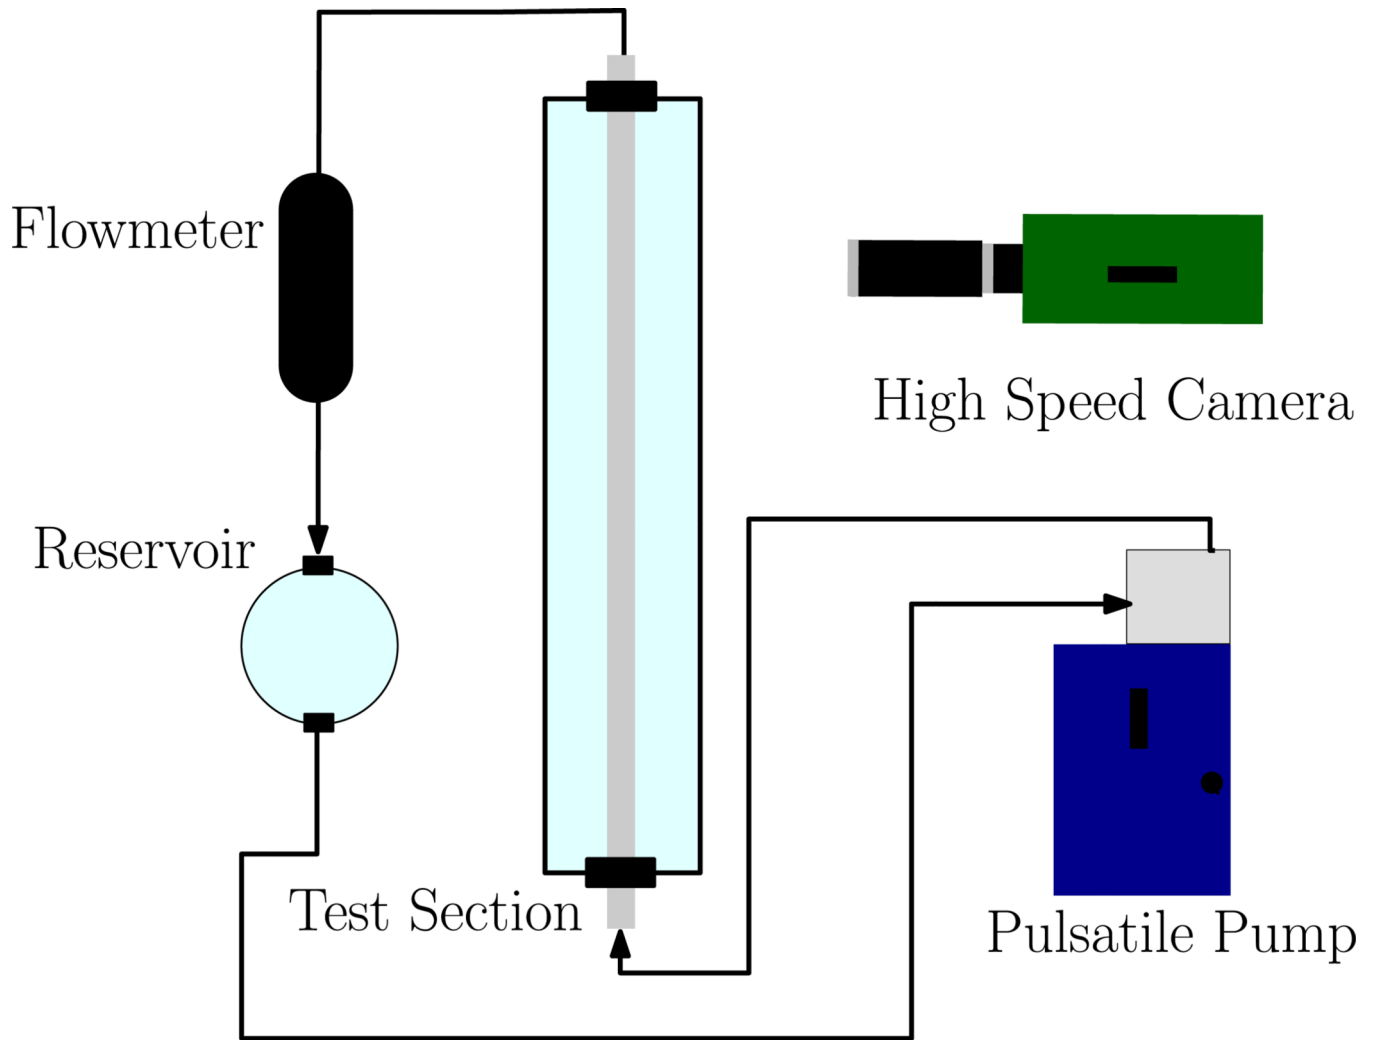 Flowmeter
High Speed Camera
Reservoir
Test Section
Pulsatile Pump